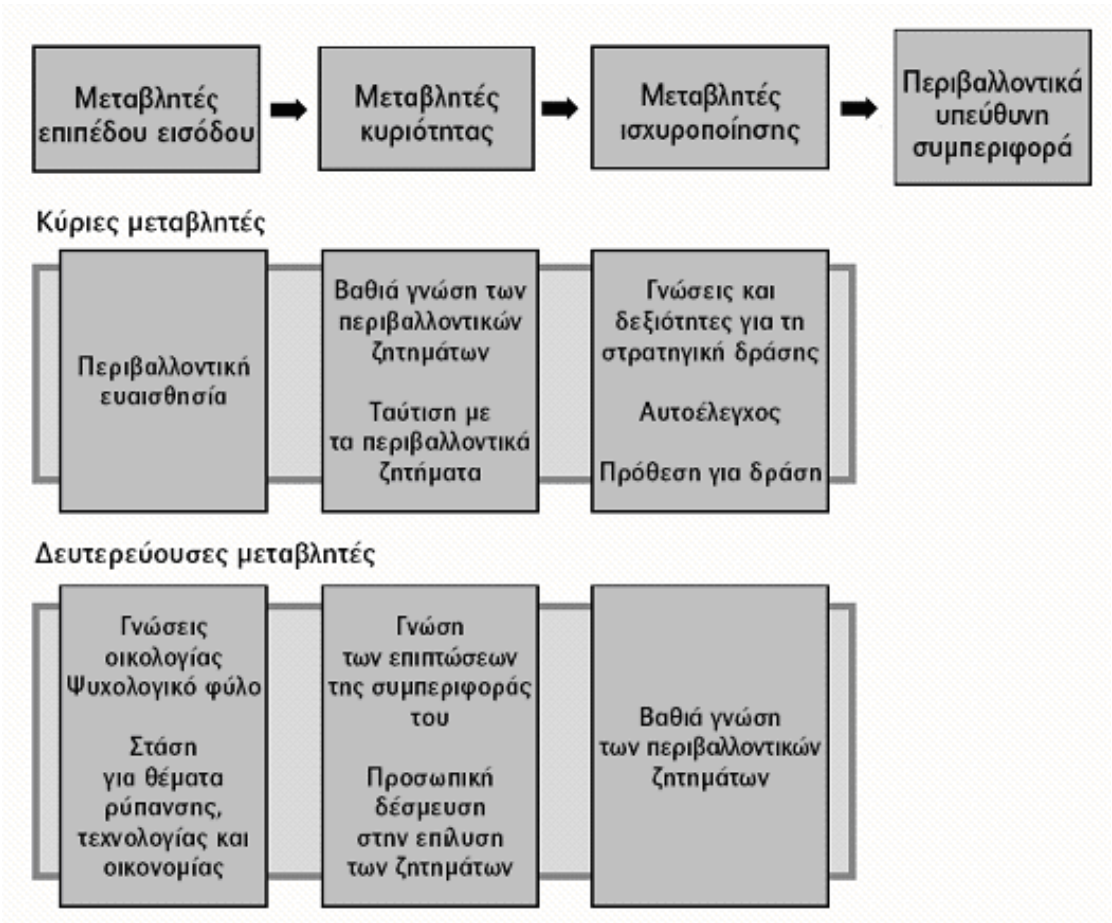 Μεταβλητές
επιπέδου εισόδου
Μεταβλητές
κυριότητας
Μεταβλητές
ισχυροποίησης
Περιβαλλοντικά
υπεύθυνη
συμπεριφορά
Κύριες μεταβλητές
Περιβαλλοντική
ευαισθησία
Βαθιά γνώση των
περιβαλλοντικών
ζητημάτων
Ταύτιση με
τα περιβαλλοντικά
ζητήματα
Γνώσεις και
δεξιότητες για τη
στρατηγική δράσης
Αυτοέλεγχος
Πρόθεση για δράση
Δευτερεύουσες μεταβλητές
Γνώσεις
οικολογίας
Ψυχολογικό φύλο
Στάση
για θέματα
ρύπανσης,
τεχνολογίας και
οικονομίας
Γνώση
των επιπτώσεων
της συμπεριφοράς
του
Προσωπική
δέσμευση
στην επίλυση
των ζητημάτων
Βαθιά γνώση
των περιβαλλοντικών
ζητημάτων